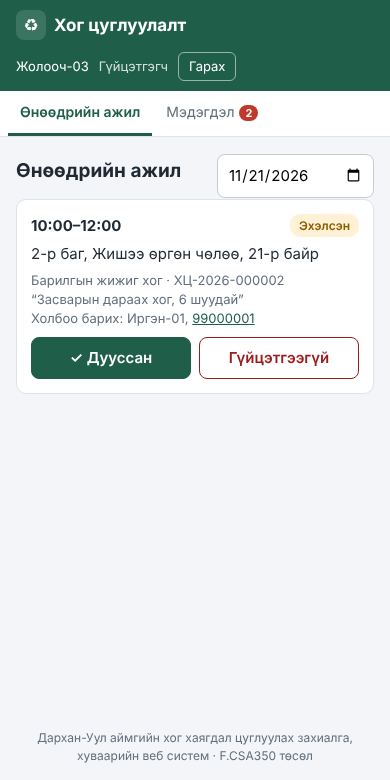 Хог цуглуулалт
Жолооч-03 Гүйцэтгэгч Гарах
Өнөөдрийн ажил Мэдэгдэл 2
Өнөөдрийн ажил 11/21/2026
10:00–12:00 Эхэлсэн
2-р баг, Жишээ өргөн чөлөө, 21-р байр
Барилгын жижиг хог · ХЦ-2026-000002
“Засварын дараах хог, 6 шуудай”
Холбоо барих: Иргэн-01, 99000001
✓ Дууссан Гүйцэтгээгүй
Дархан-Уул аймгийн хог хаягдал цуглуулах захиалга,
хуваарийн веб систем · F.CSA350 төсөл